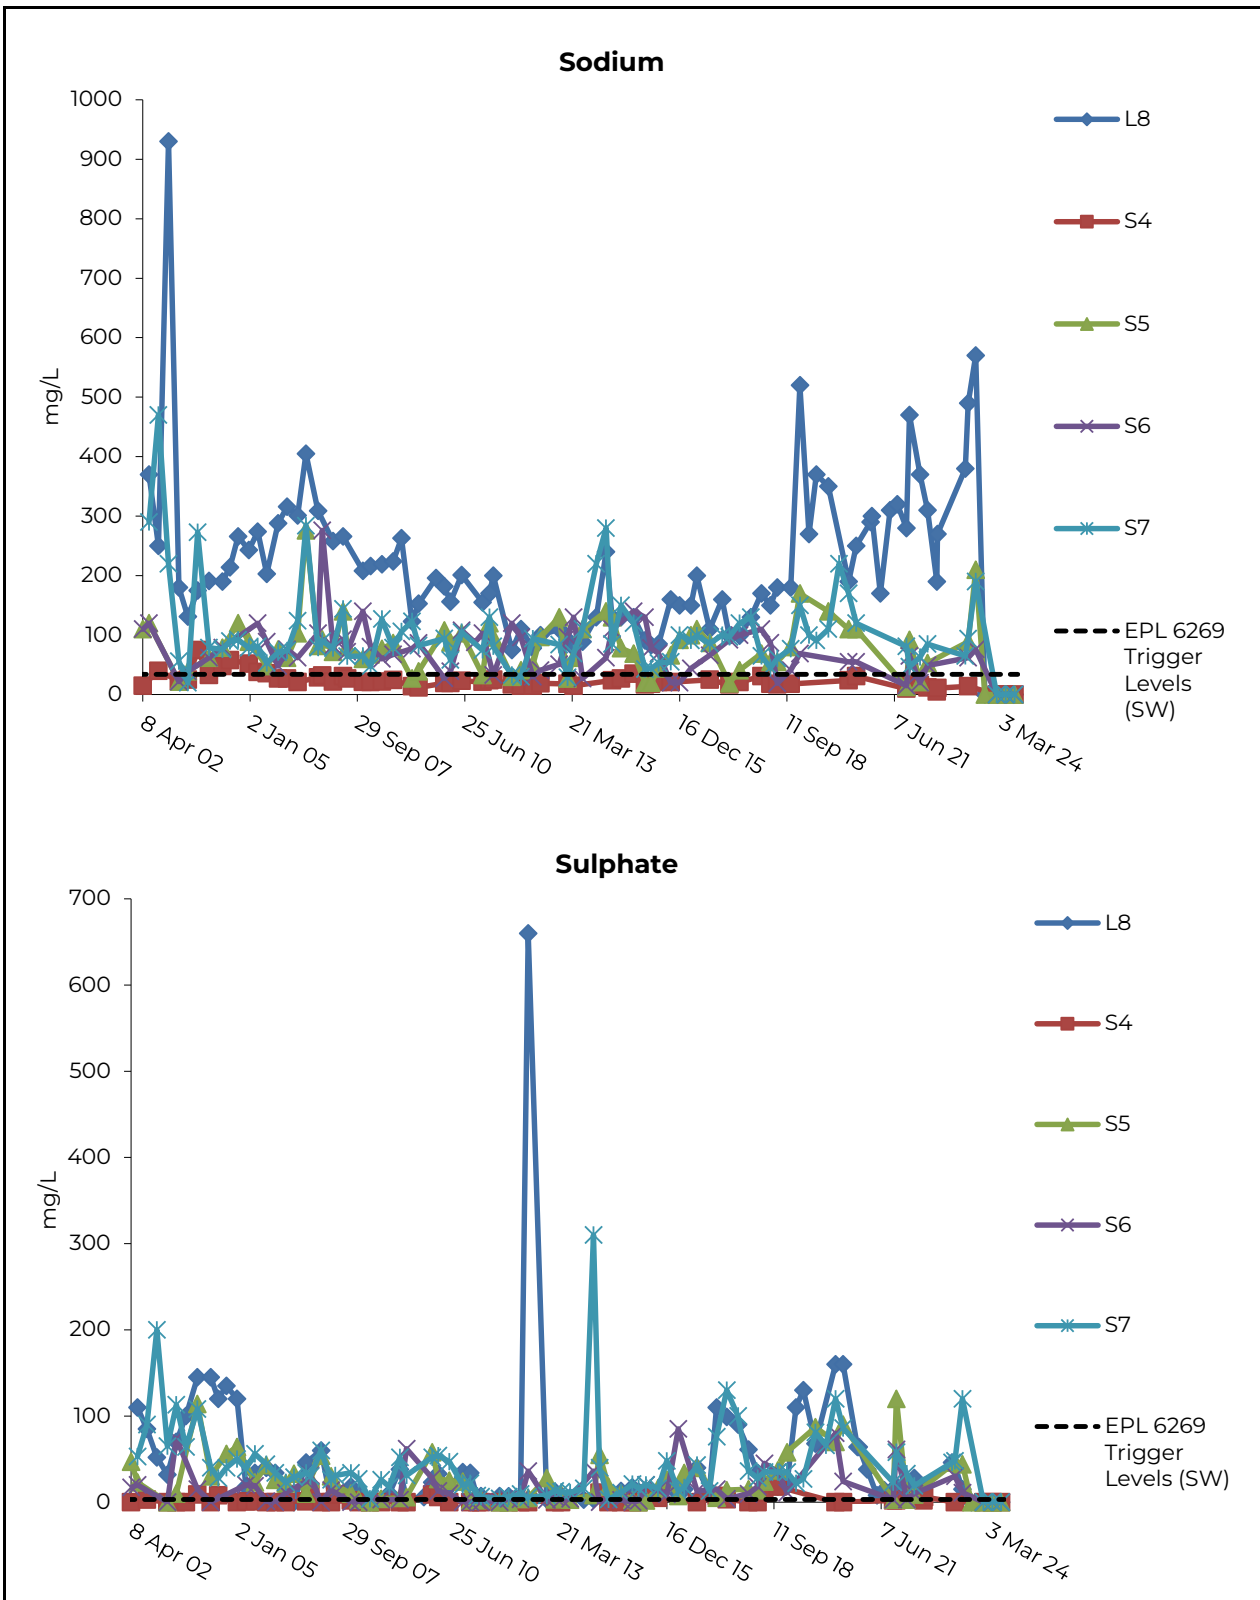 Sodium
1000
900
800
700
600
500
400
300
200
100
0
mg/L
8 Apr 02
2 Jan 05
29 Sep 07
25 Jun 10
21 Mar 13
16 Dec 15
11 Sep 18
7 Jun 21
3 Mar 24
L8
S4
S5
S6
S7
EPL 6269
Trigger
Levels
(SW)
Sulphate
700
600
500
400
300
200
100
0
mg/L
8 Apr 02
2 Jan 05
29 Sep 07
25 Jun 10
21 Mar 13
16 Dec 15
11 Sep 18
7 Jun 21
3 Mar 24
L8
S4
S5
S6
S7
EPL 6269
Trigger
Levels (SW)